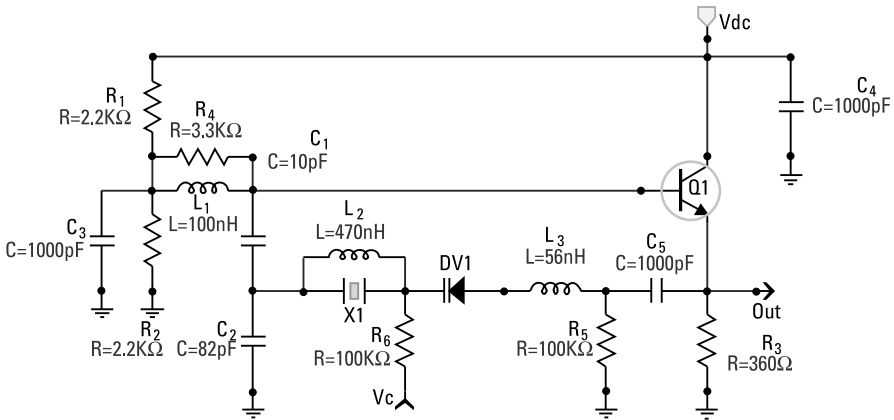 Vdc
R1
R=2.2KΩ
R4
R=3.3KΩ
C1
C=10pF
C4
C=1000pF
Q1
L1
L=100nH
C3
C=1000pF
L2
L=470nH
L3
L=56nH
C5
C=1000pF
DV1
X1
Out
R2
R=2.2KΩ
C2
C=82pF
R6
R=100KΩ
R5
R=100KΩ
R3
R=360Ω
Vc